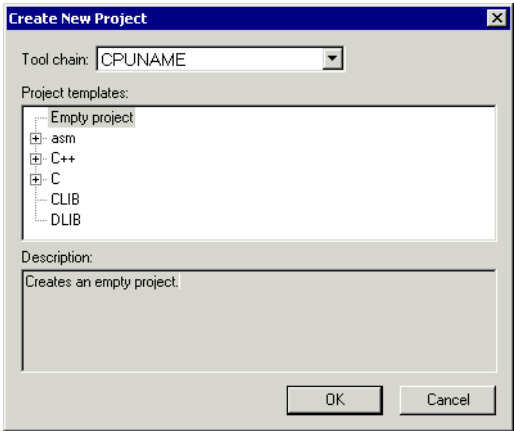 Create New Project
Tool chain: CPUNAME
Project templates:
Empty project
asm
C++
C
CLIB
DLIB
Description:
Creates an empty project.
OK Cancel